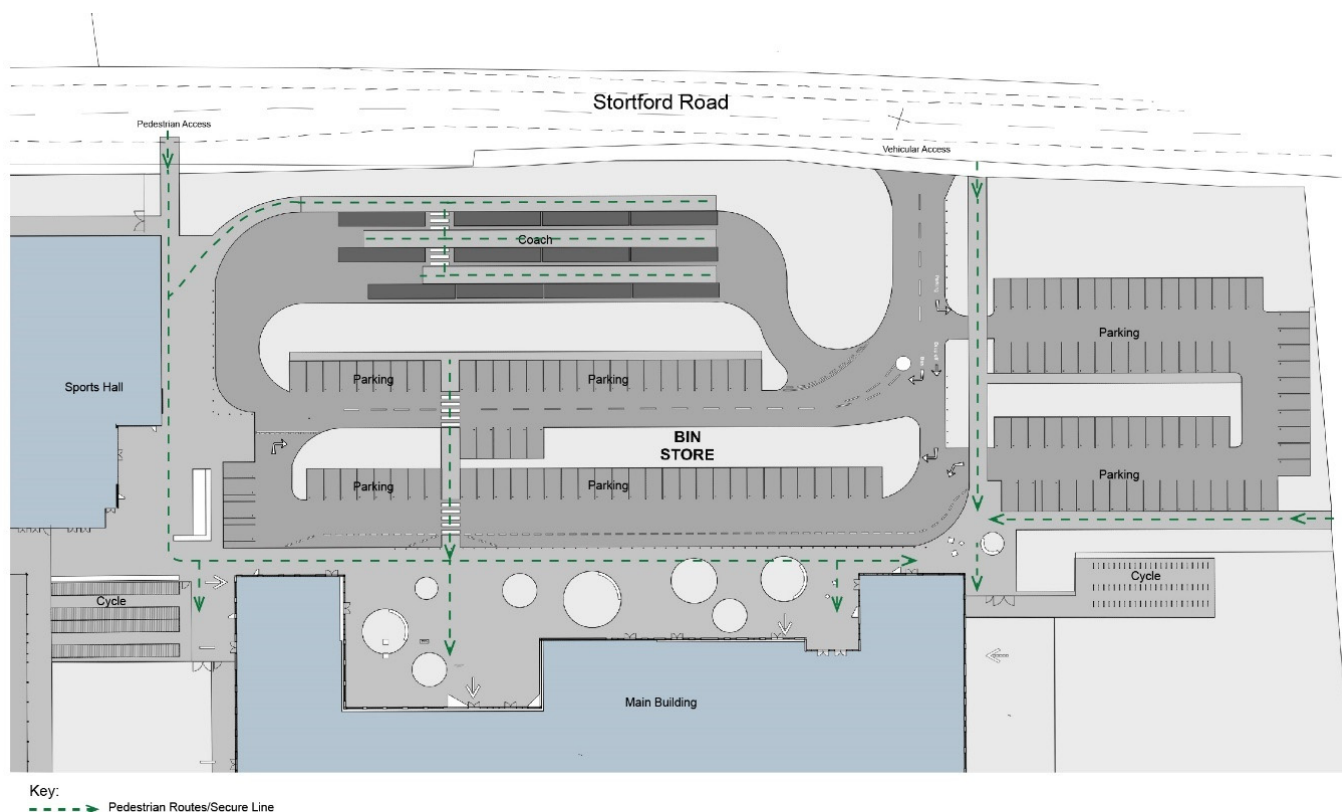 Stortford Road
Pedestrian Access
Vehicular Access
Coach
Parking
Sports Hall
Parking
Parking
BIN
STORE
Parking
Parking
Parking
Cycle
Cycle
Main Building
Key:
Pedestrian Routes/Secure Line